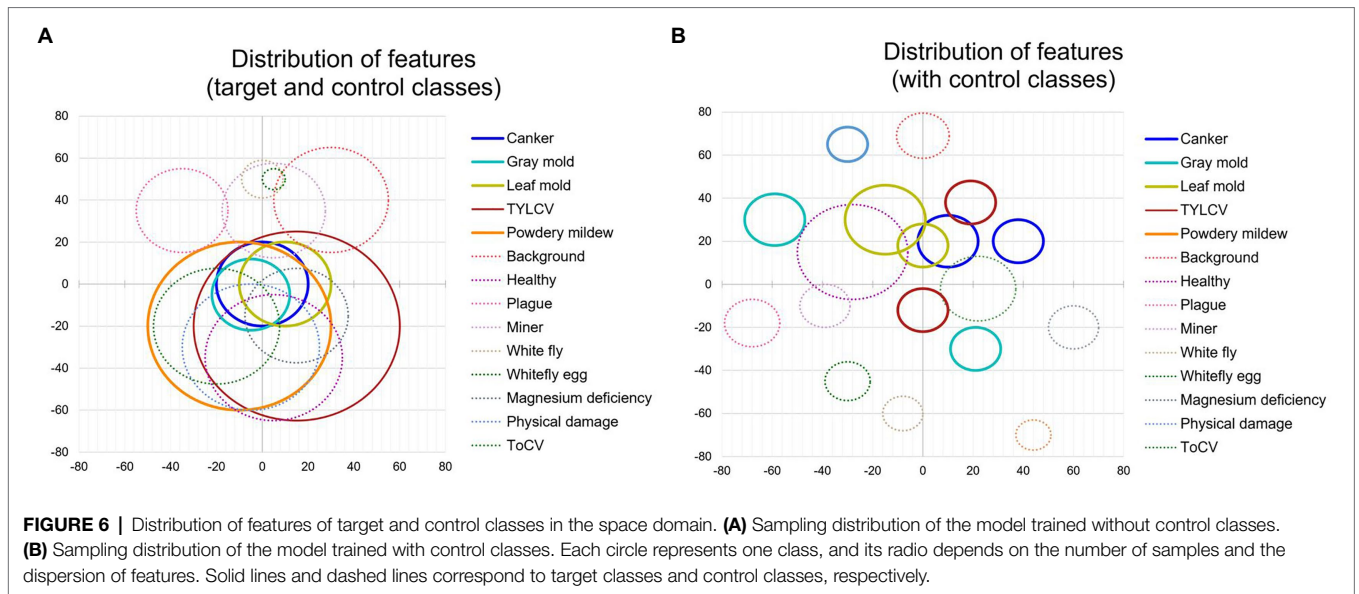 A
Distribution of features
(target and control classes)
80
60
40
20
0
-20
-40
-60
-80
-80 -60 -40 -20 0 20 40 60 80
Canker
Gray mold
Leaf mold
TYLCV
Powdery mildew
Background
Healthy
Plague
Miner
White fly
Whitefly egg
Magnesium deficiency
Physical damage
ToCV
B
Distribution of features
(with control classes)
80
60
40
20
0
-20
-40
-60
-80
-80 -60 -40 -20 0 20 40 60 80
Canker
Gray mold
Leaf mold
TYLCV
Powdery mildew
Background
Healthy
Plague
Miner
White fly
Whitefly egg
Magnesium deficiency
Physical damage
ToCV
FIGURE 6 | Distribution of features of target and control classes in the space domain. (A) Sampling distribution of the model trained without control classes.
(B) Sampling distribution of the model trained with control classes. Each circle represents one class, and its radio depends on the number of samples and the
dispersion of features. Solid lines and dashed lines correspond to target classes and control classes, respectively.